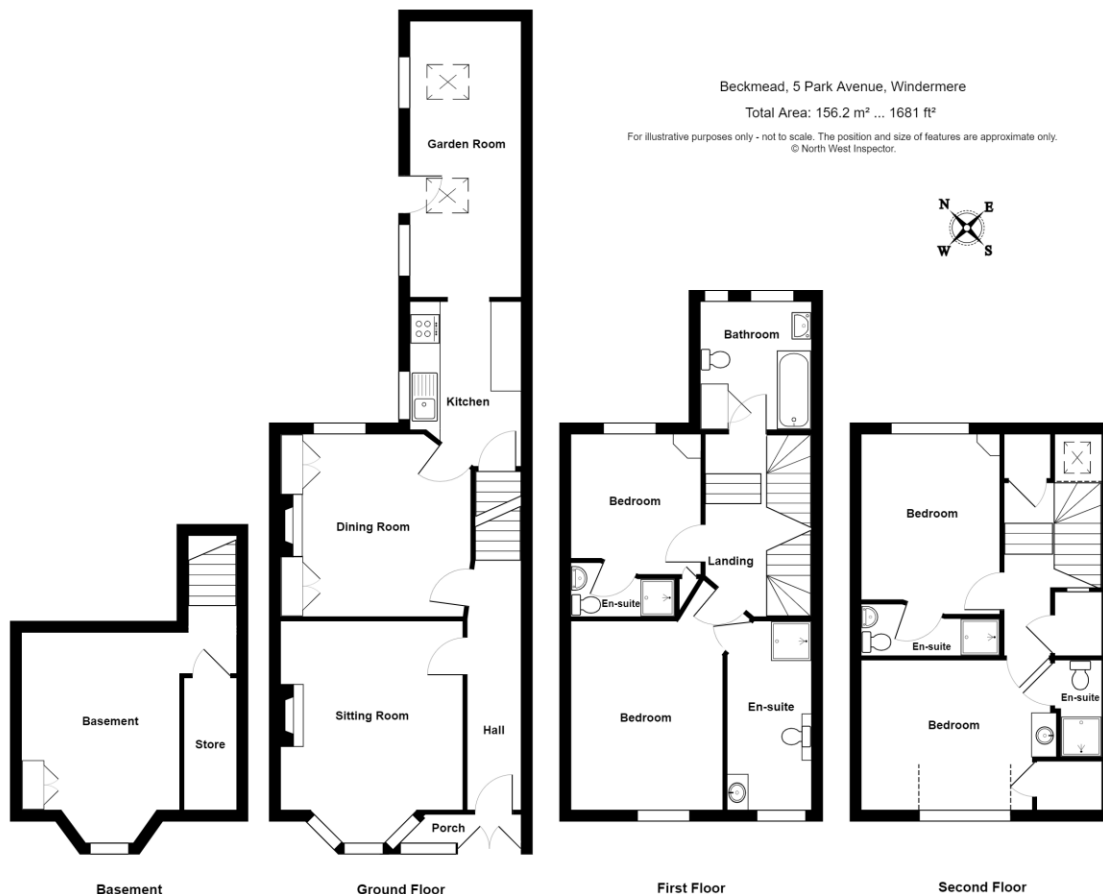 Beckmead, 5 Park Avenue, Windermere
Total Area: 156.2 m² ... 1681 ft²
For illustrative purposes only - not to scale. The position and size of features are approximate only.
© North West Inspector.
N E
W S
Garden Room
Kitchen
Dining Room
Sitting Room
Hall
Porch
Basement
Store
Bathroom
Bedroom
Landing
En-suite
Bedroom
En-suite
Bedroom
En-suite
Bedroom
En-suite
Basement
Ground Floor
First Floor
Second Floor